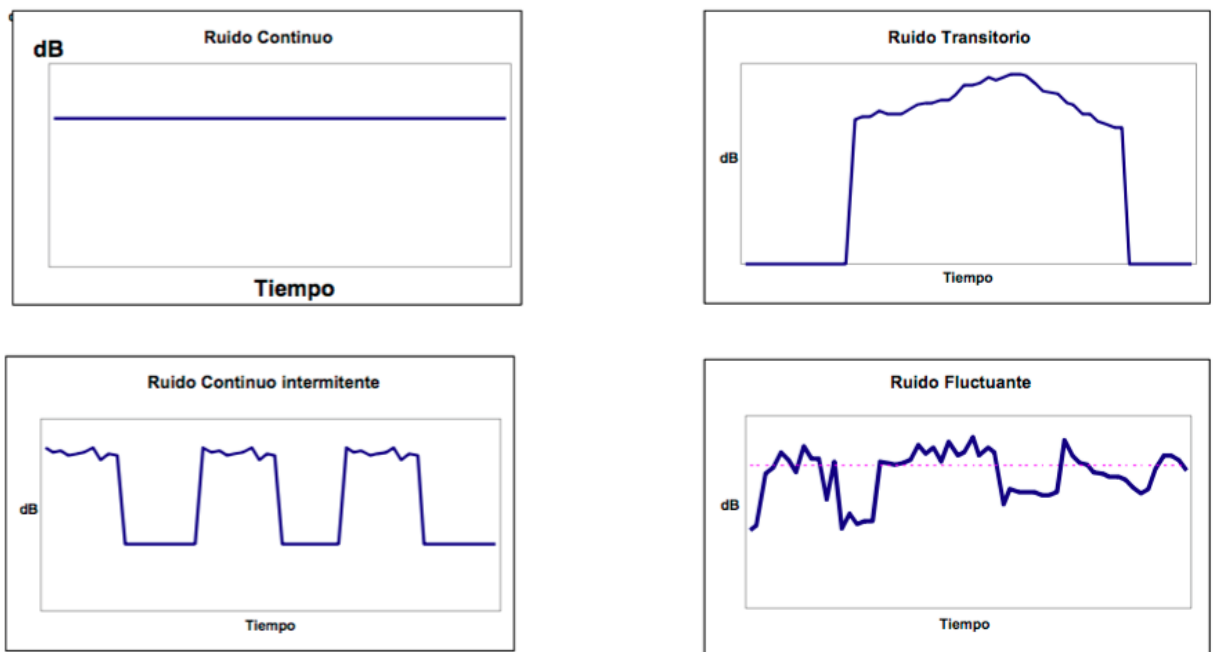 Ruido Continuo
dB
Tiempo
Ruido Transitorio
dB
Tiempo
Ruido Continuo intermitente
dB
Tiempo
Ruido Fluctuante
dB
Tiempo